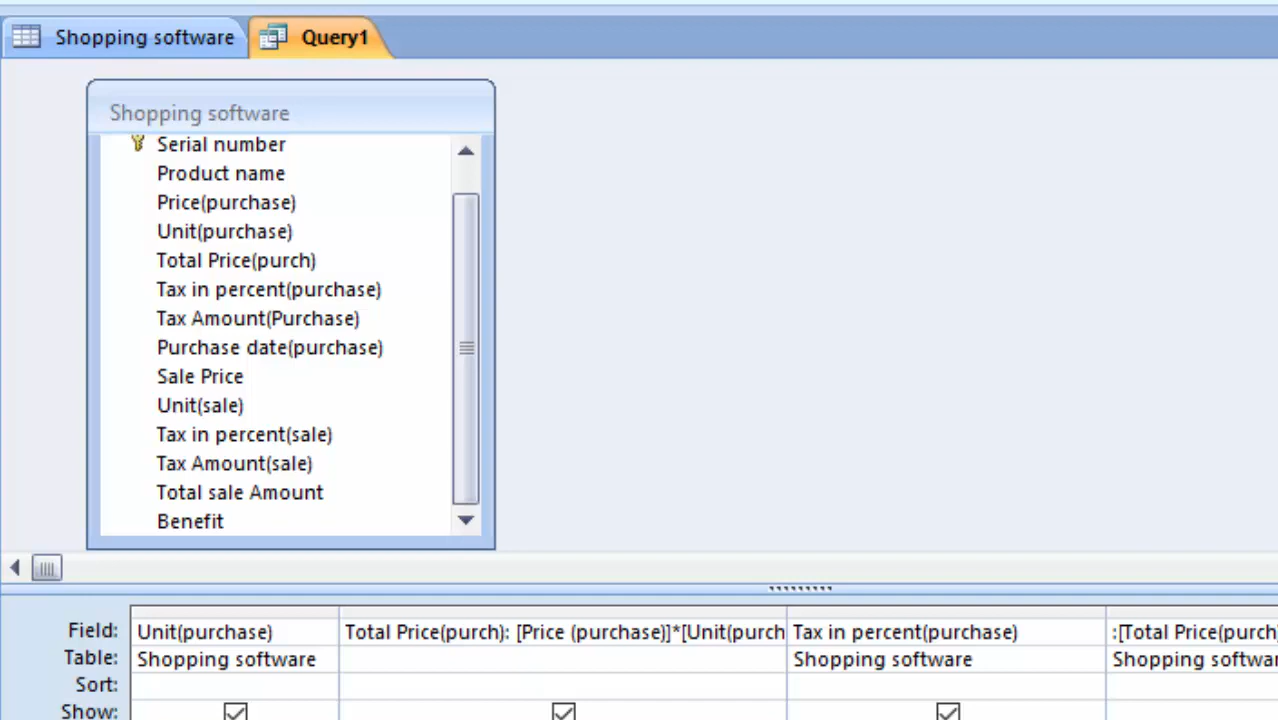 Shopping software Query1
Shopping software
Serial number
Product name
Price(purchase)
Unit(purchase)
Total Price(purch)
Tax in percent(purchase)
Tax Amount(Purchase)
Purchase date(purchase)
Sale Price
Unit(sale)
Tax in percent(sale)
Tax Amount(sale)
Total sale Amount
Benefit
Field: Unit(purchase) Total Price(purch): [Price (purchase)]*[Unit(purch Tax in percent(purchase) :[Total Price(purch)
Table: Shopping software Shopping software Shopping softwar
Sort:
Show: